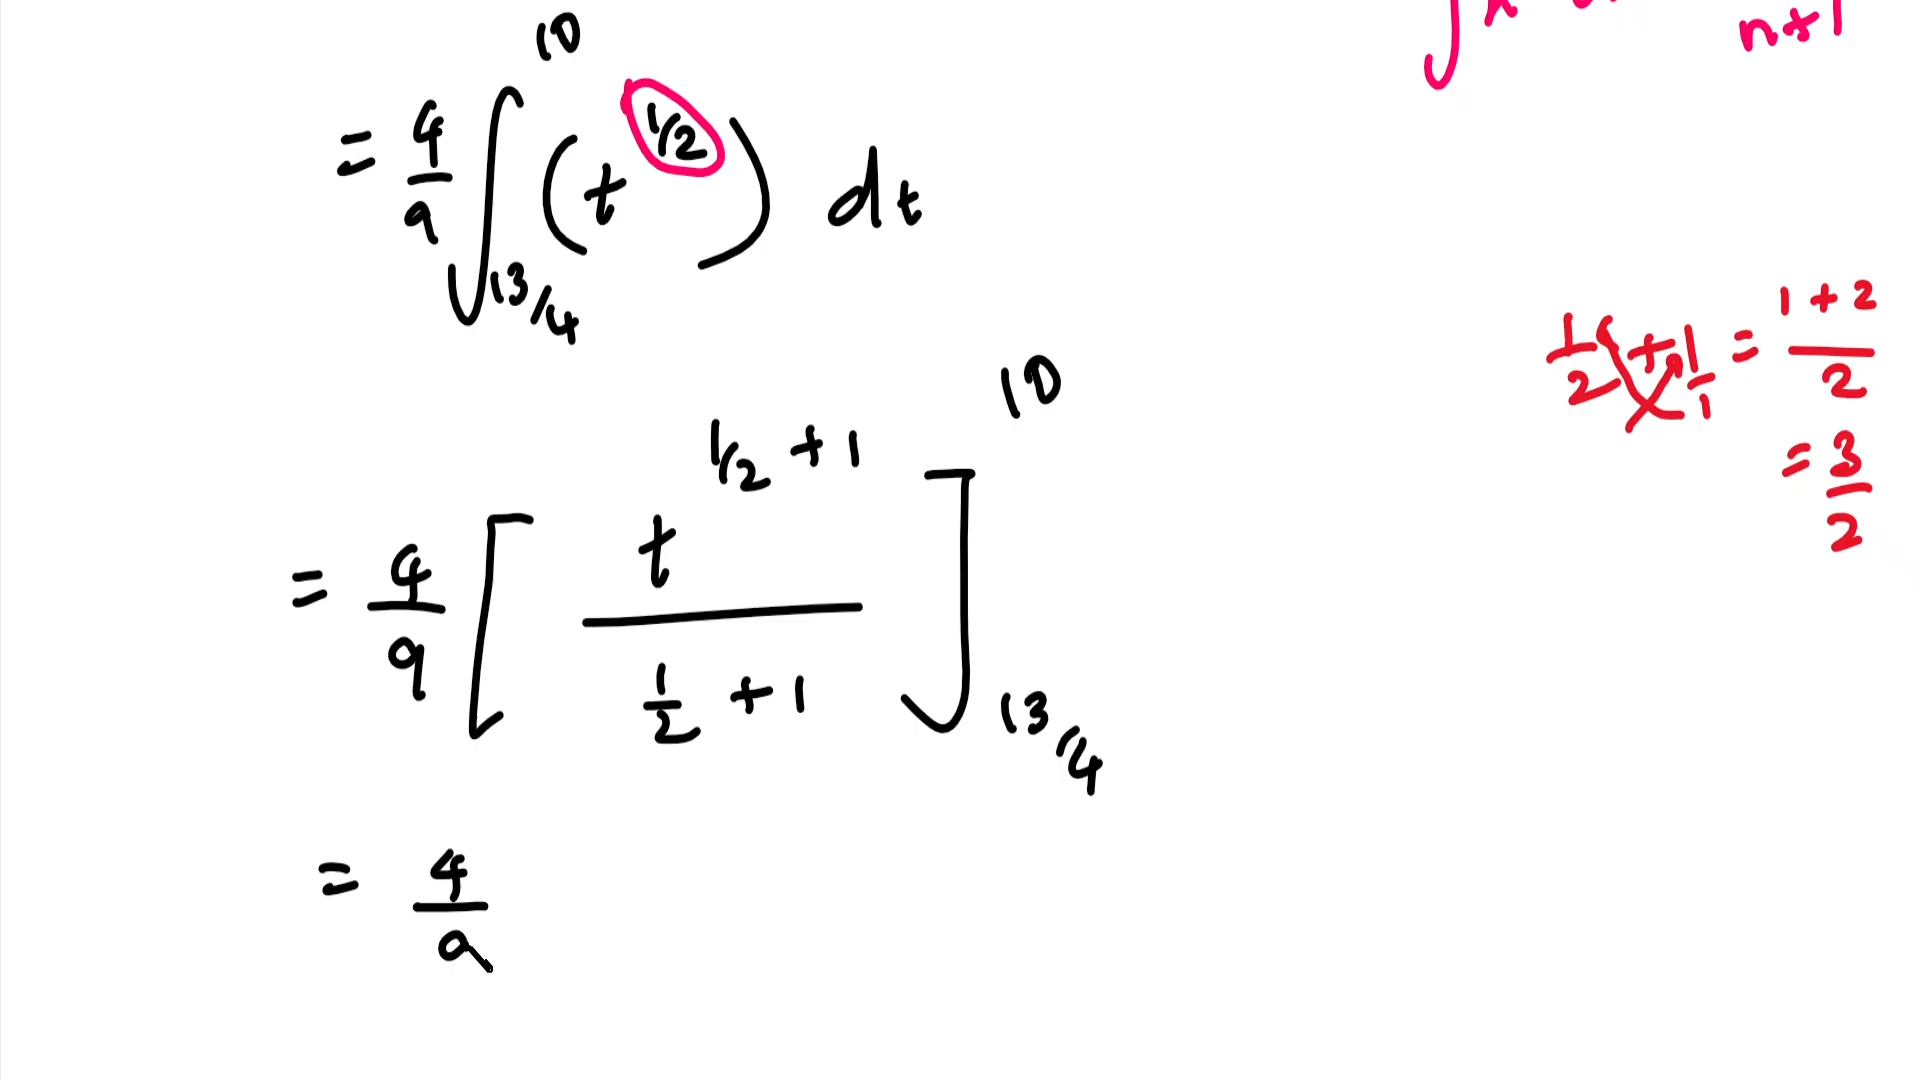 n+1
= 4/9 ∫_{13/4}^{10} (t^{1/2}) dt
1/2 + 1/1 = (1+2)/2
= 3/2
= 4/9 [ t^{1/2 + 1} / (1/2 + 1) ]_{13/4}^{10}
= 4/9